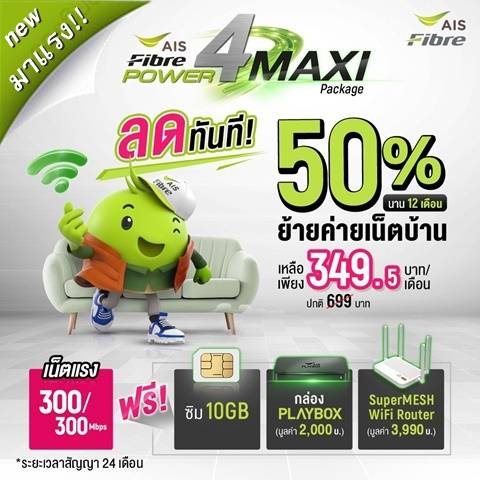 new
มาแรง!!
AIS
Fibre
POWER
4
MAXI
Package
AIS
Fibre
ลดทันที!
50%
นาน 12 เดือน
ย้ายค่ายเน็ตบ้าน
เหลือ
เพียง
349.5
บาท/
เดือน
ปกติ 699 บาท
AIS
Fibre
เน็ตแรง
300/
300Mbps
ฟรี!
ซิม 10GB
กล่อง
PLAYBOX
(มูลค่า 2,000 บ.)
SuperMESH
WiFi Router
(มูลค่า 3,990 บ.)
*ระยะเวลาสัญญา 24 เดือน